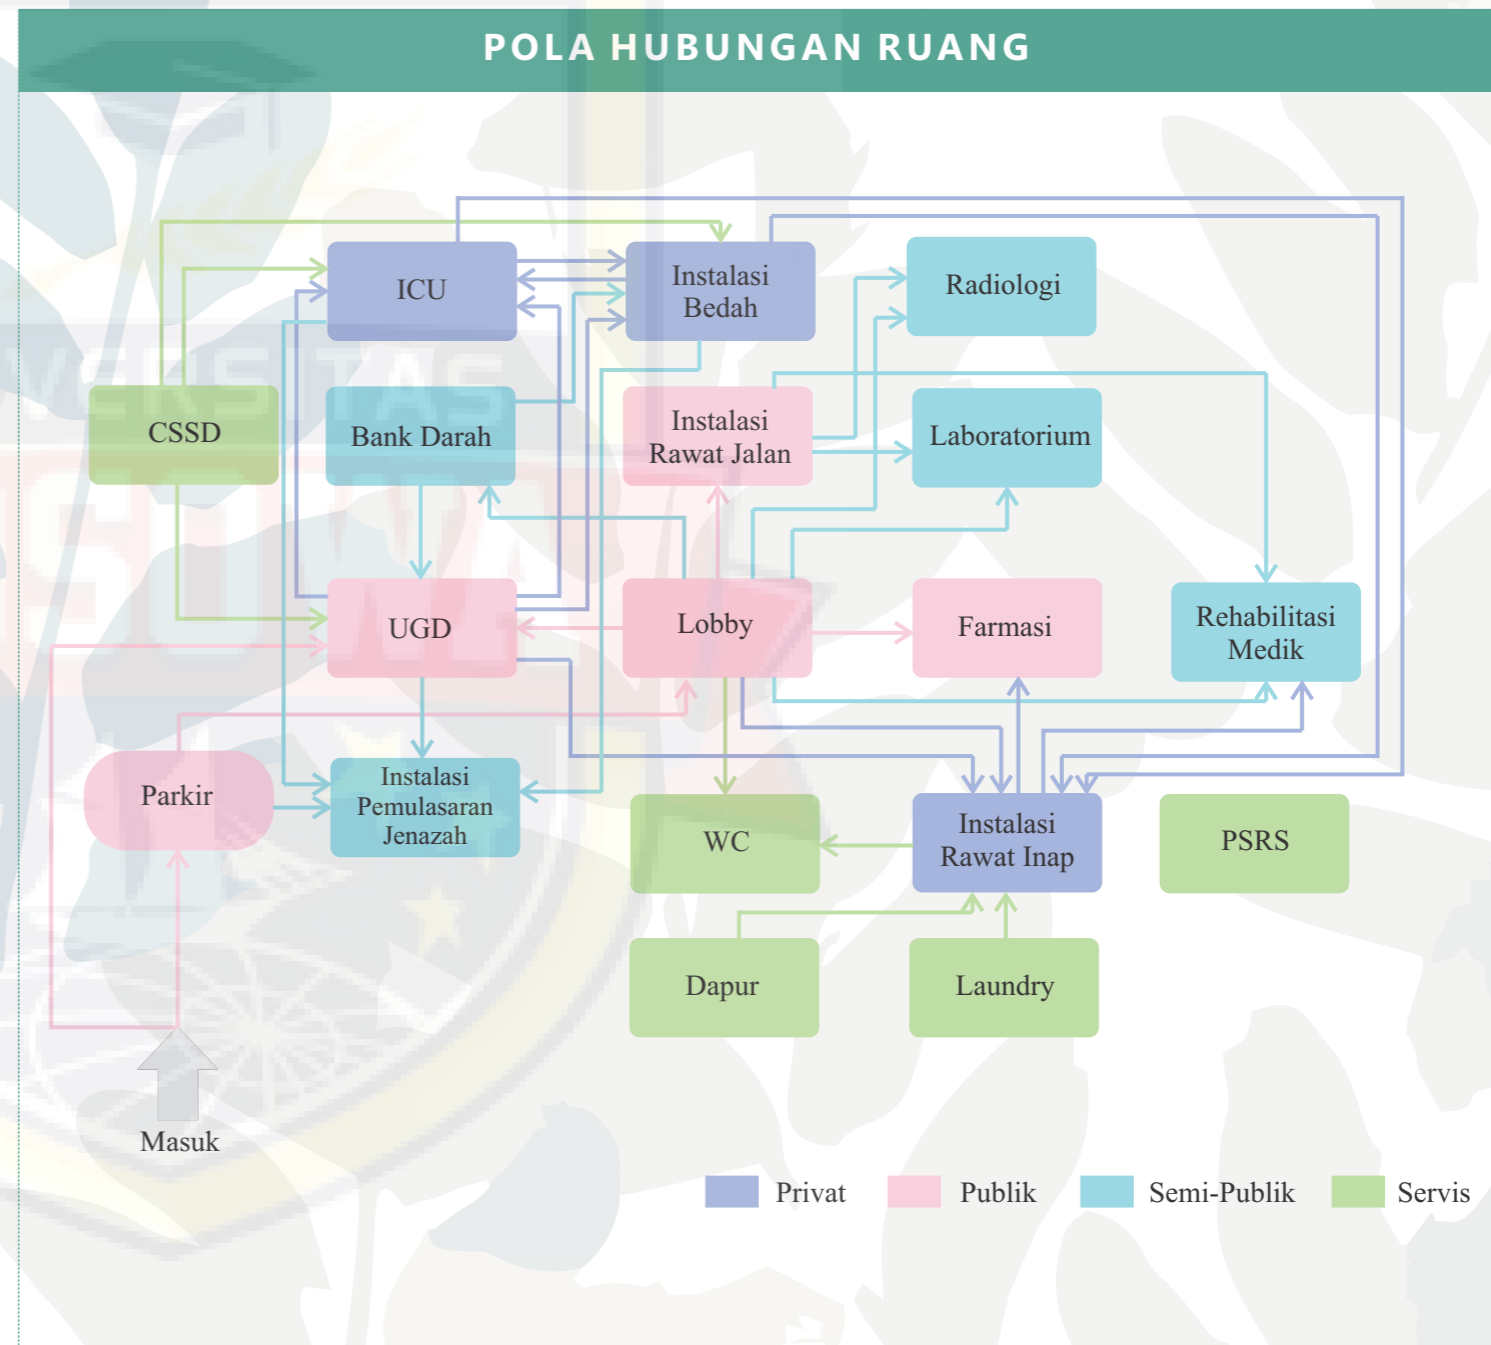 POLA HUBUNGAN RUANG
ICU
Instalasi
Bedah
Radiologi
CSSD
Bank Darah
Instalasi
Rawat Jalan
Laboratorium
UGD
Lobby
Farmasi
Rehabilitasi
Medik
Parkir
Instalasi
Pemulasaran
Jenazah
WC
Instalasi
Rawat Inap
PSRS
Dapur
Laundry
Masuk
Privat
Publik
Semi-Publik
Servis